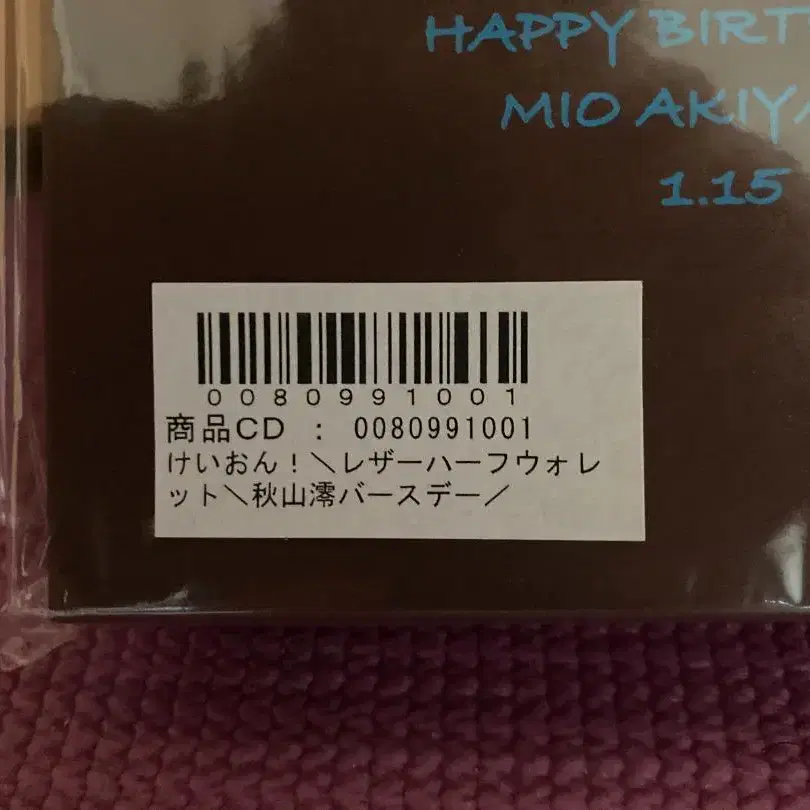 HAPPY BIRT
MIO AKIYA
1.15
0080991001
商品CD : 0080991001
けいおん!＼レザーハーフウォレ
ット＼秋山澪バースデー／